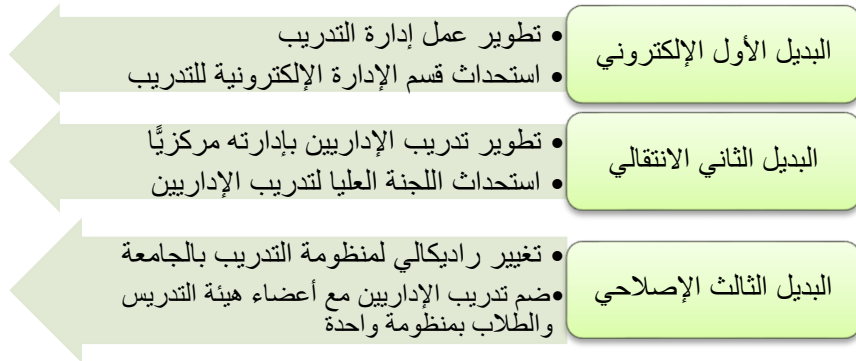 البديل الأول الإلكتروني
• تطوير عمل إدارة التدريب
• استحداث قسم الإدارة الإلكترونية للتدريب
البديل الثاني الانتقالي
• تطوير تدريب الإداريين بإدارته مركزيًّا
• استحداث اللجنة العليا لتدريب الإداريين
البديل الثالث الإصلاحي
• تغيير راديكالي لمنظومة التدريب بالجامعة
•ضم تدريب الإداريين مع أعضاء هيئة التدريس
والطلاب بمنظومة واحدة